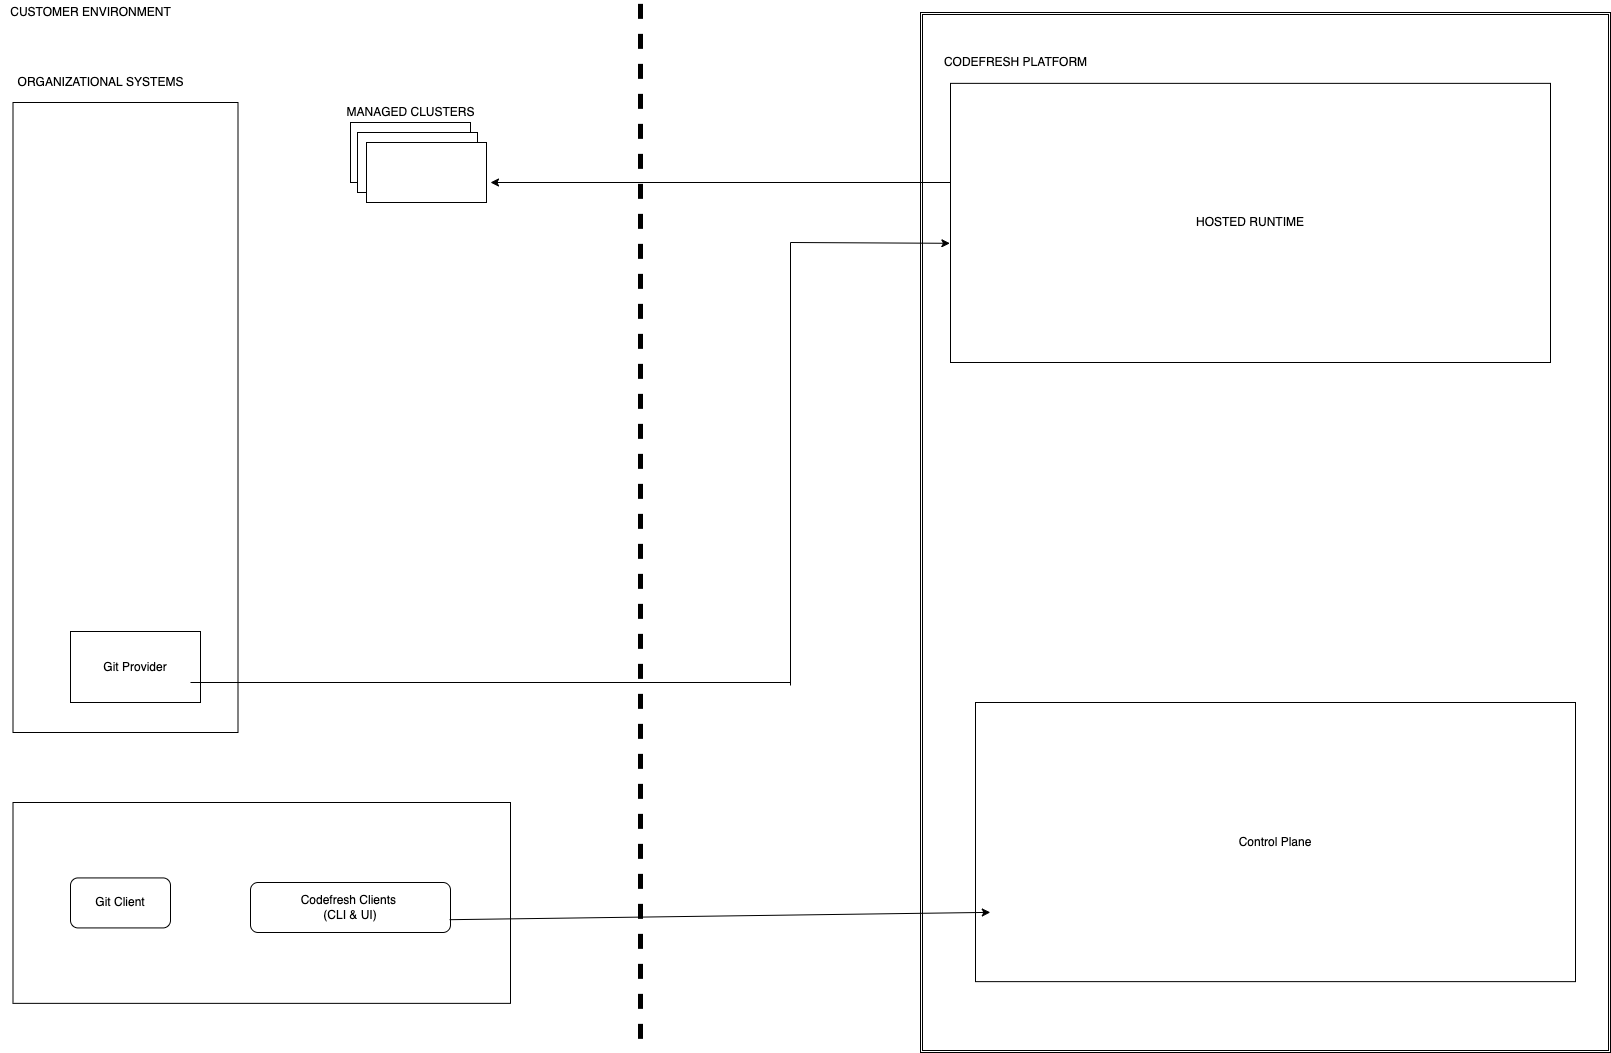 CUSTOMER ENVIRONMENT
ORGANIZATIONAL SYSTEMS
MANAGED CLUSTERS
CODEFRESH PLATFORM
HOSTED RUNTIME
Git Provider
Git Client
Codefresh Clients
(CLI & UI)
Control Plane